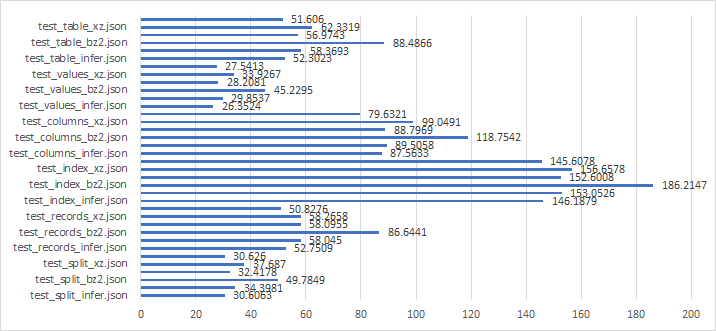 51.606
test_table_xz.json 62.3319
56.9743
test_table_bz2.json 88.4866
58.3693
test_table_infer.json 52.3023
27.5413
test_values_xz.json 33.9267
28.2081
test_values_bz2.json 45.2295
29.8537
test_values_infer.json 26.3524
79.6321
test_columns_xz.json 99.0491
88.7969
test_columns_bz2.json 118.7542
89.5058
test_columns_infer.json 87.5633
145.6078
test_index_xz.json 156.6578
152.6008
test_index_bz2.json 186.2147
153.0526
test_index_infer.json 146.1879
50.8276
test_records_xz.json 58.2658
58.0955
test_records_bz2.json 86.6441
58.045
test_records_infer.json 52.7509
30.626
test_split_xz.json 37.687
32.4178
test_split_bz2.json 49.7849
34.3981
test_split_infer.json 30.6063
0 20 40 60 80 100 120 140 160 180 200